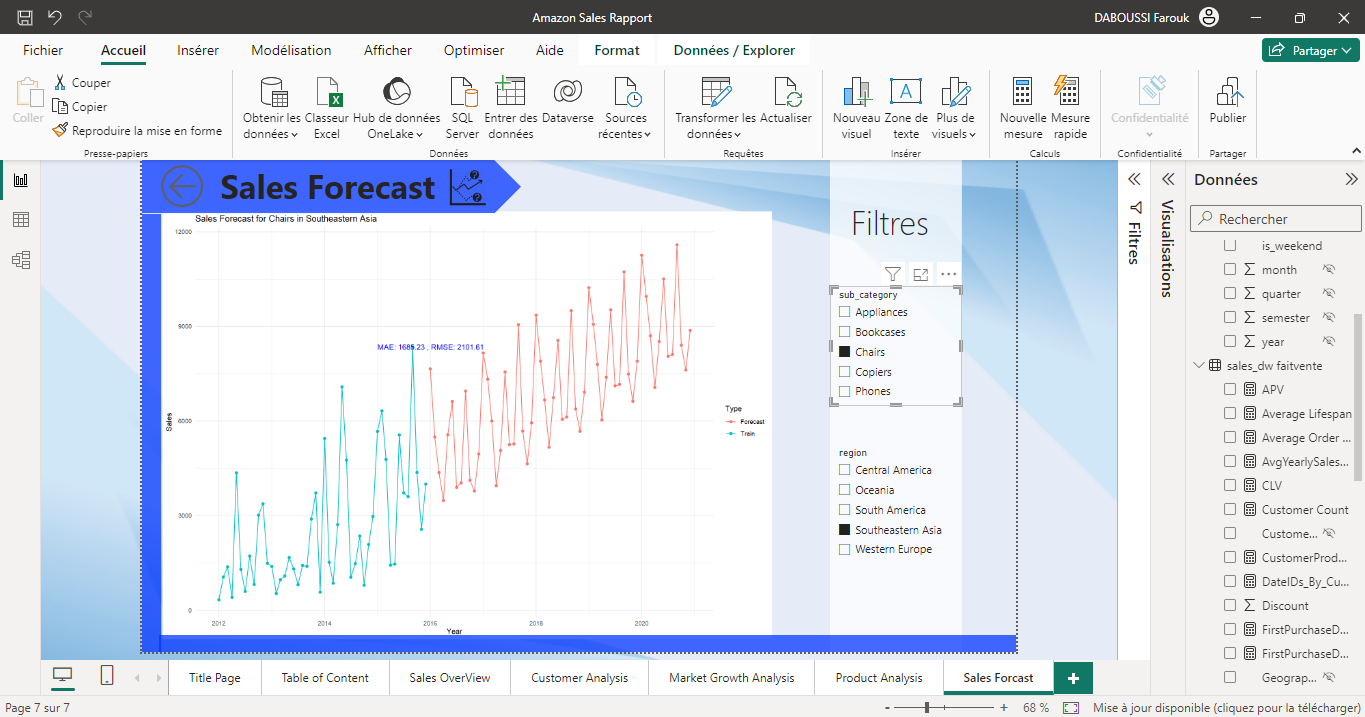 Amazon Sales Rapport
DABOUSSI Farouk
Fichier
Accueil
Insérer
Modélisation
Afficher
Optimiser
Aide
Format
Données / Explorer
Partager
Coller
Couper
Copier
Reproduire la mise en forme
Presse-papiers
Obtenir les données
Classeur Excel
Hub de données OneLake
SQL Server
Entrer des données
Dataverse
Sources récentes
Données
Transformer les données
Actualiser
Requêtes
Nouveau visuel
Zone de texte
Plus de visuels
Insérer
Nouvelle mesure
Mesure rapide
Calculs
Confidentialité
Confidentialité
Publier
Partager
Sales Forecast
Sales Forecast for Chairs in Southeastern Asia
12000
9000
6000
3000
0
Sales
MAE: 1685.23 , RMSE: 2101.61
2012
2014
2016
2018
2020
Year
Type
Forecast
Train
Filtres
sub_category
Appliances
Bookcases
Chairs
Copiers
Phones
region
Central America
Oceania
South America
Southeastern Asia
Western Europe
Filtres
Visualisations
Données
Rechercher
is_weekend
month
quarter
semester
year
sales_dw faitvente
APV
Average Lifespan
Average Order ...
AvgYearlySales...
CLV
Customer Count
Custome...
CustomerProd...
DateIDs_By_Cu...
Discount
FirstPurchaseD...
FirstPurchaseD...
Geograp...
Title Page
Table of Content
Sales OverView
Customer Analysis
Market Growth Analysis
Product Analysis
Sales Forcast
Page 7 sur 7
- + 68 %
Mise à jour disponible (cliquez pour la télécharger)